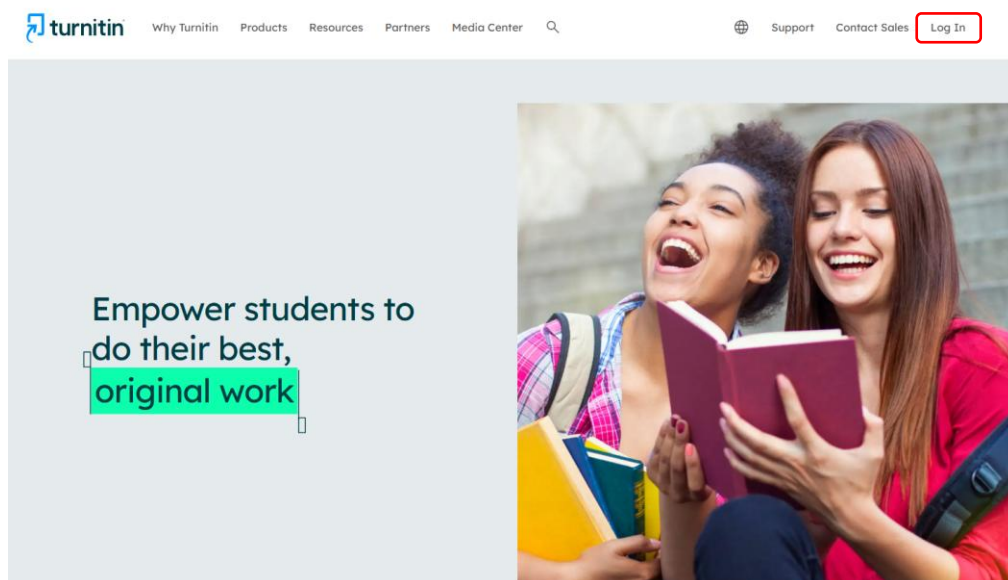 turnitin
Why Turnitin Products Resources Partners Media Center
Support Contact Sales Log In
Empower students to
do their best,
original work